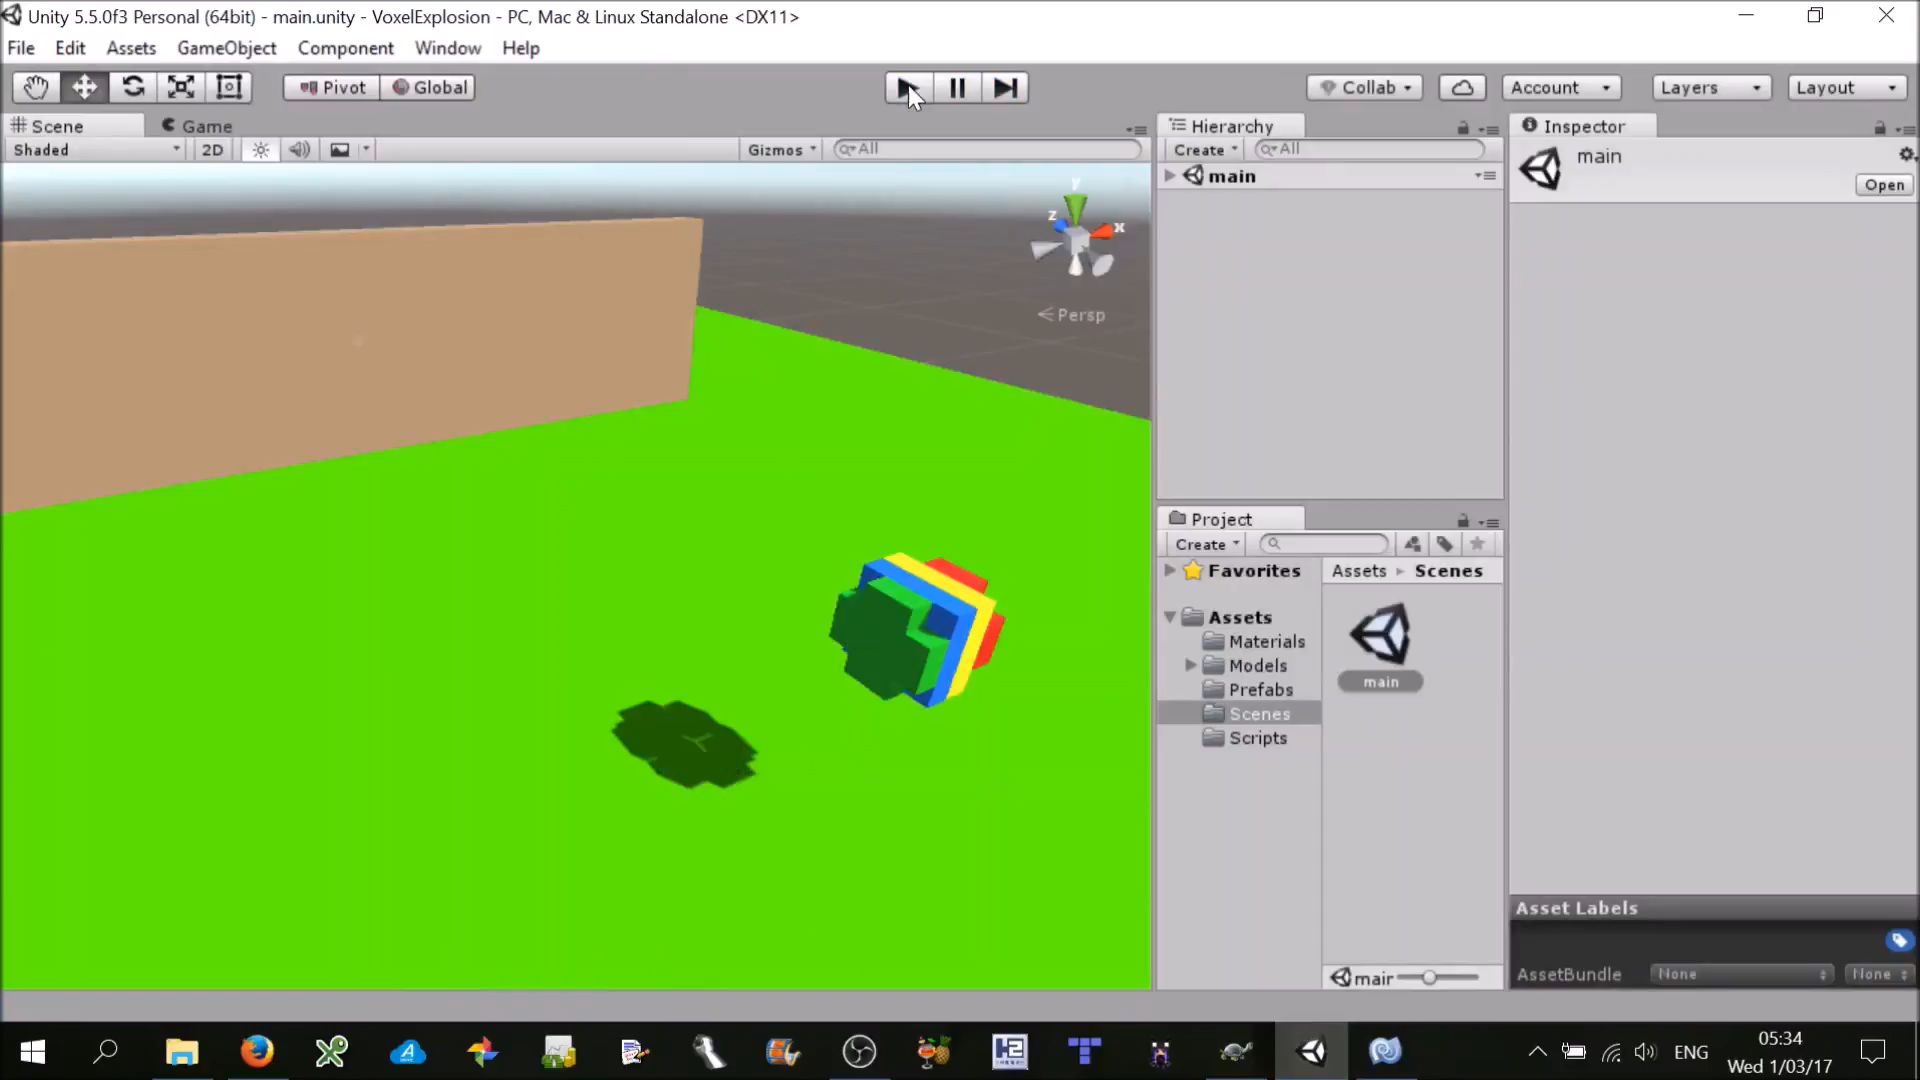 Unity 5.5.0f3 Personal (64bit) - main.unity - VoxelExplosion - PC, Mac & Linux Standalone <DX11>
File Edit Assets GameObject Component Window Help
Pivot Global Collab Account Layers Layout
Scene Game Hierarchy Inspector
Shaded 2D Gizmos All Create All
main
Open
main
y
z
x
Persp
Project
Create
Favorites
Assets Scenes
Assets
Materials
Models
Prefabs
Scenes
Scripts
main
Asset Labels
AssetBundle None None
mair
05:34
ENG
Wed 1/03/17